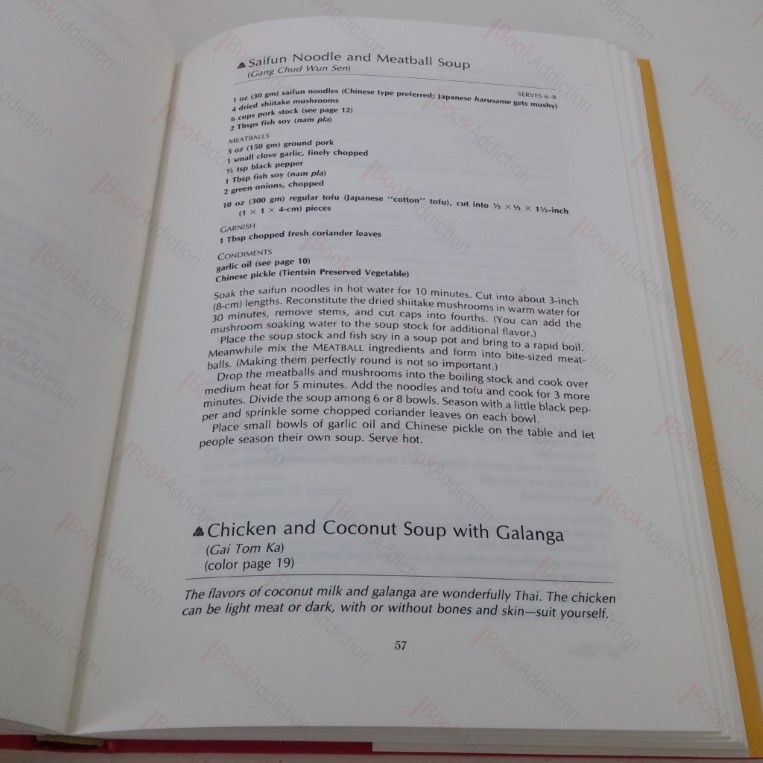 Saifun Noodle and Meatball Soup
(Gang Chud Wun Sen)
SERVES 6–8
1 oz (30 gm) saifun noodles (Chinese type preferred; Japanese harusame gets mushy)
4 dried shiitake mushrooms
6 cups pork stock (see page 12)
2 Tbsps fish soy (nam pla)
MEATBALLS
5 oz (150 gm) ground pork
1 small clove garlic, finely chopped
½ tsp black pepper
1 Tbsp fish soy (nam pla)
2 green onions, chopped
10 oz (300 gm) regular tofu (Japanese "cotton" tofu), cut into ½ × ½ × 1½-inch
(1 × 1 × 4-cm) pieces
GARNISH
1 Tbsp chopped fresh coriander leaves
CONDIMENTS
garlic oil (see page 10)
Chinese pickle (Tientsin Preserved Vegetable)
Soak the saifun noodles in hot water for 10 minutes. Cut into about 3-inch
(8-cm) lengths. Reconstitute the dried shiitake mushrooms in warm water for
30 minutes, remove stems, and cut caps into fourths. (You can add the
mushroom soaking water to the soup stock for additional flavor.)
Place the soup stock and fish soy in a soup pot and bring to a rapid boil.
Meanwhile mix the MEATBALL ingredients and form into bite-sized meat-
balls. (Making them perfectly round is not so important.)
Drop the meatballs and mushrooms into the boiling stock and cook over
medium heat for 5 minutes. Add the noodles and tofu and cook for 3 more
minutes. Divide the soup among 6 or 8 bowls. Season with a little black pep-
per and sprinkle some chopped coriander leaves on each bowl.
Place small bowls of garlic oil and Chinese pickle on the table and let
people season their own soup. Serve hot.
Chicken and Coconut Soup with Galanga
(Gai Tom Ka)
(color page 19)
The flavors of coconut milk and galanga are wonderfully Thai. The chicken
can be light meat or dark, with or without bones and skin—suit yourself.
57
BookAddiction